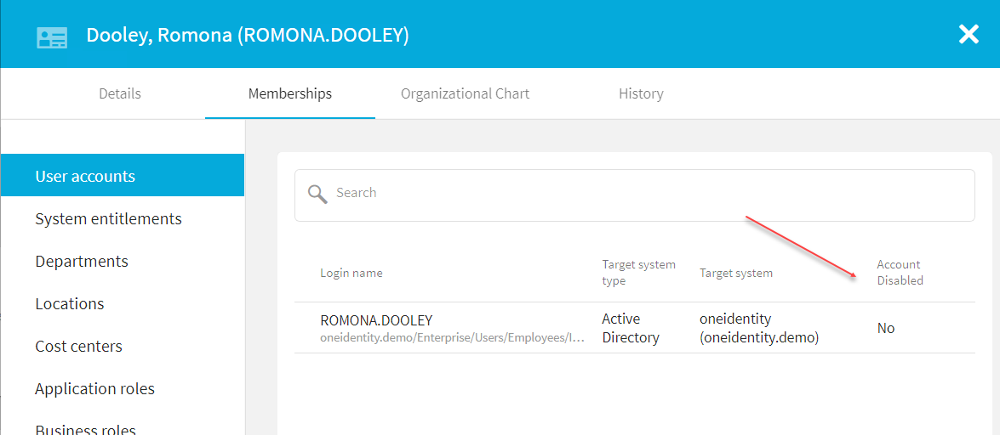 Dooley, Romona (ROMONA.DOOLEY)
Details
Memberships
Organizational Chart
History
User accounts
System entitlements
Departments
Locations
Cost centers
Application roles
Business roles
Search
Login name
Target system
type
Target system
Account
Disabled
ROMONA.DOOLEY
oneidentity.demo/Enterprise/Users/Employees/I...
Active
Directory
oneidentity
(oneidentity.demo)
No